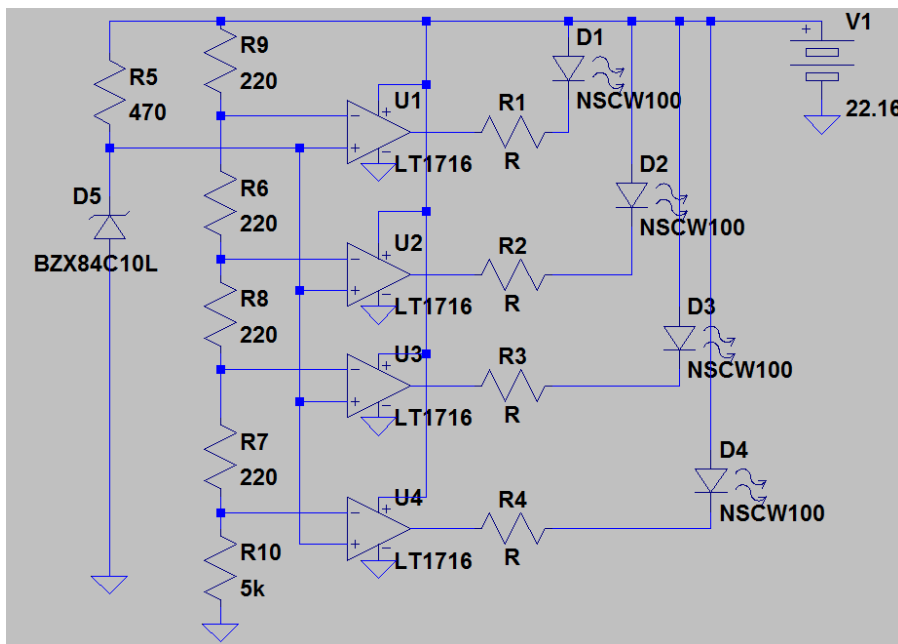 V1
+
22.16
R9
220
D1
NSCW100
R5
470
U1
−
+
+
−
LT1716
R1
R
D5
BZX84C10L
R6
220
D2
NSCW100
U2
−
+
+
−
LT1716
R2
R
R8
220
D3
NSCW100
U3
−
+
+
−
LT1716
R3
R
R7
220
D4
NSCW100
U4
−
+
+
−
LT1716
R4
R
R10
5k